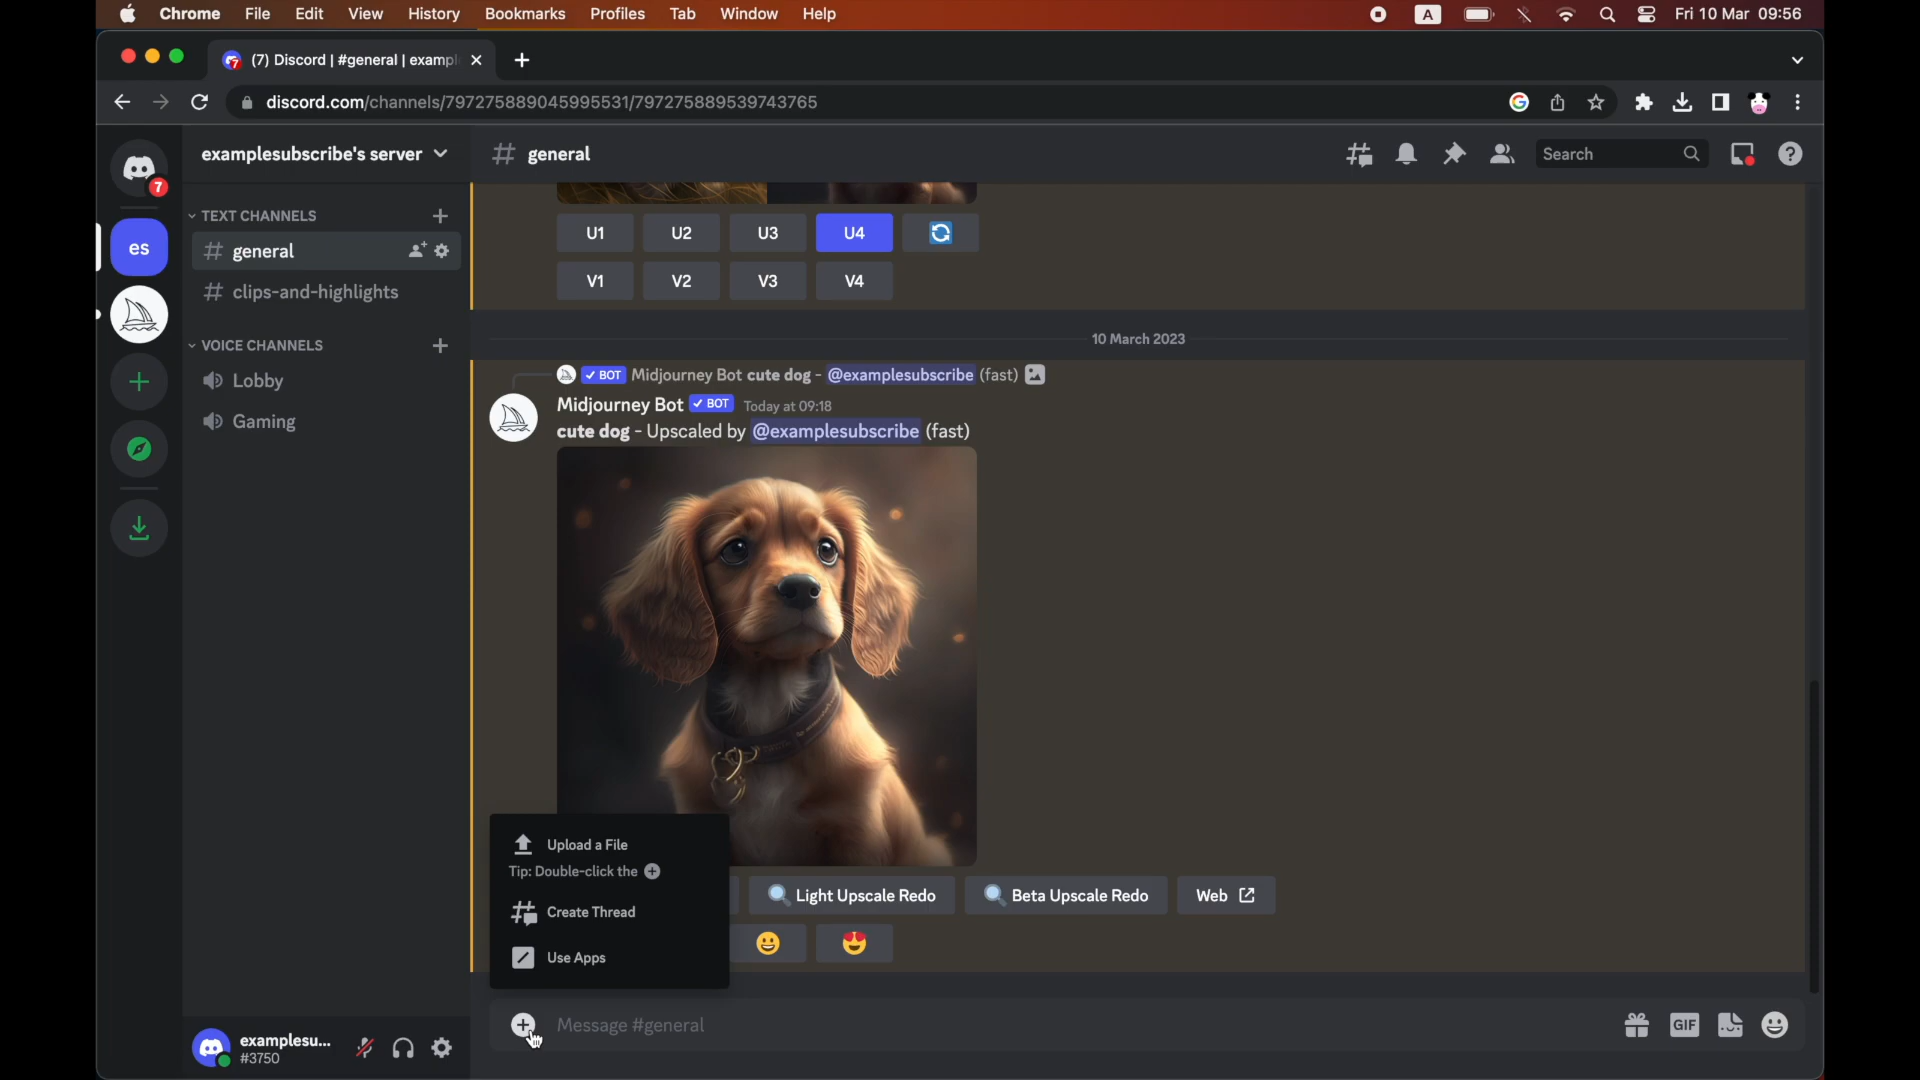 Chrome File Edit View History Bookmarks Profiles Tab Window Help A Fri 10 Mar 09:56
(7) Discord | #general | exampl
discord.com/channels/797275889045995531/797275889539743765
examplesubscribe's server
general
Search
7
TEXT CHANNELS
es
general
clips-and-highlights
VOICE CHANNELS
Lobby
Gaming
U1 U2 U3 U4
V1 V2 V3 V4
10 March 2023
BOT Midjourney Bot cute dog - @examplesubscribe (fast)
Midjourney Bot BOT Today at 09:18
cute dog - Upscaled by @examplesubscribe (fast)
Upload a File
Tip: Double-click the
Create Thread
Use Apps
Light Upscale Redo Beta Upscale Redo Web
Message #general
GIF
examplesu...
#3750